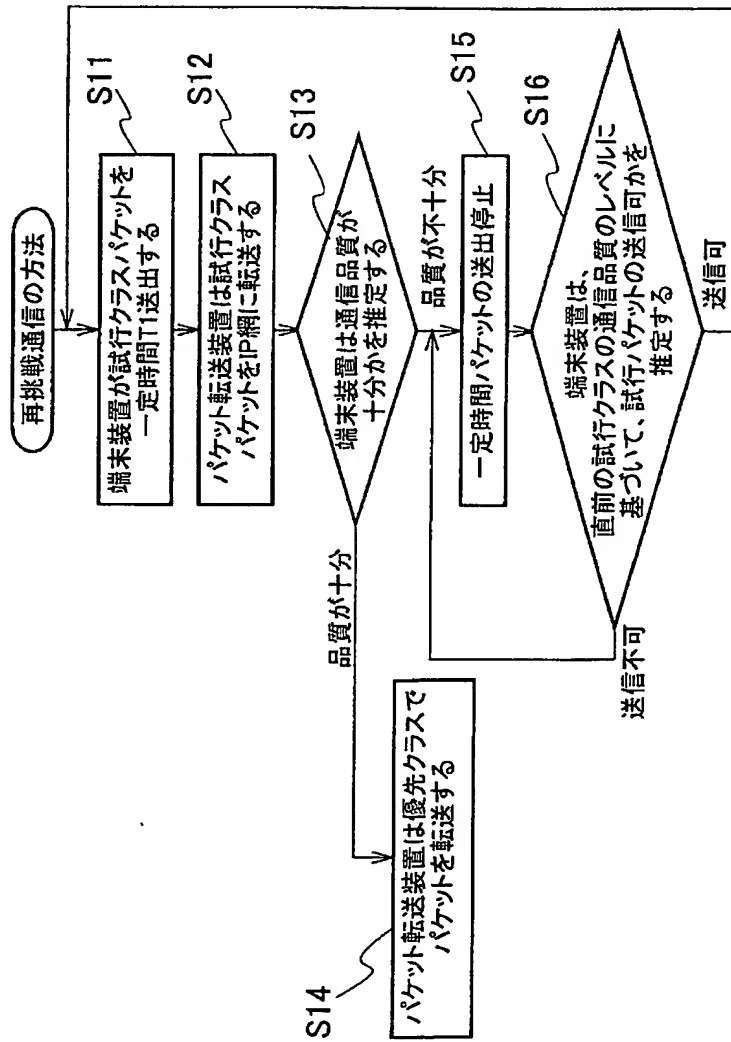 再挑戦通信の方法
S11
端末装置が試行クラスパケットを
一定時間T1送出する
S12
パケット転送装置は試行クラス
パケットをIP網に転送する
S13
端末装置は通信品質が
十分かを推定する
品質が十分
品質が不十分
S14
パケット転送装置は優先クラスで
パケットを転送する
S15
一定時間パケットの送出停止
S16
端末装置は、
直前の試行クラスの通信品質のレベルに
基づいて、試行パケットの送信可かを
推定する
送信不可
送信可